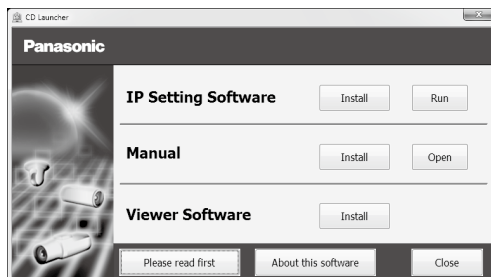 CD Launcher
Panasonic
IP Setting Software Install Run
Manual Install Open
Viewer Software Install
Please read first About this software Close